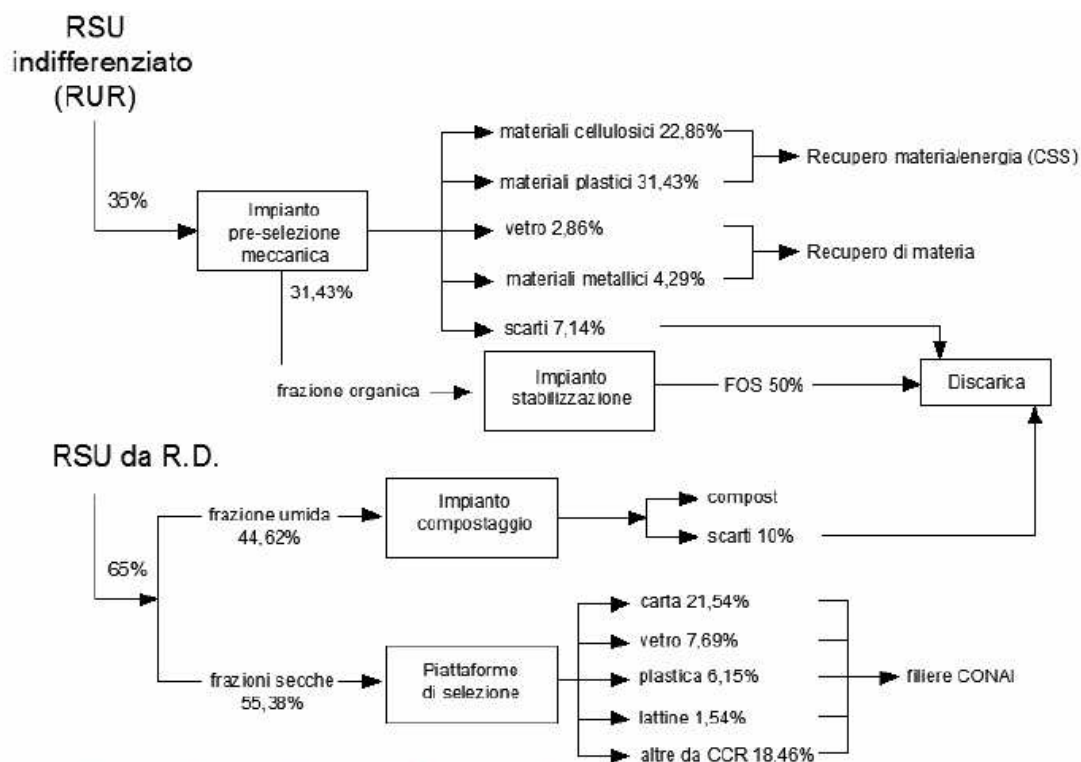 RSU
indifferenziato
(RUR)
35%
Impianto
pre-selezione
meccanica
31,43%
materiali cellulosici 22,86%
materiali plastici 31,43%
Recupero materia/energia (CSS)
vetro 2,86%
materiali metallici 4,29%
Recupero di materia
scarti 7,14%
frazione organica
Impianto
stabilizzazione
FOS 50%
Discarica
RSU da R.D.
65%
frazione umida
44,62%
Impianto
compostaggio
compost
scarti 10%
frazioni secche
55,38%
Piattaforme
di selezione
carta 21,54%
vetro 7,69%
plastica 6,15%
lattine 1,54%
altre da CCR 18,46%
filiere CONAI